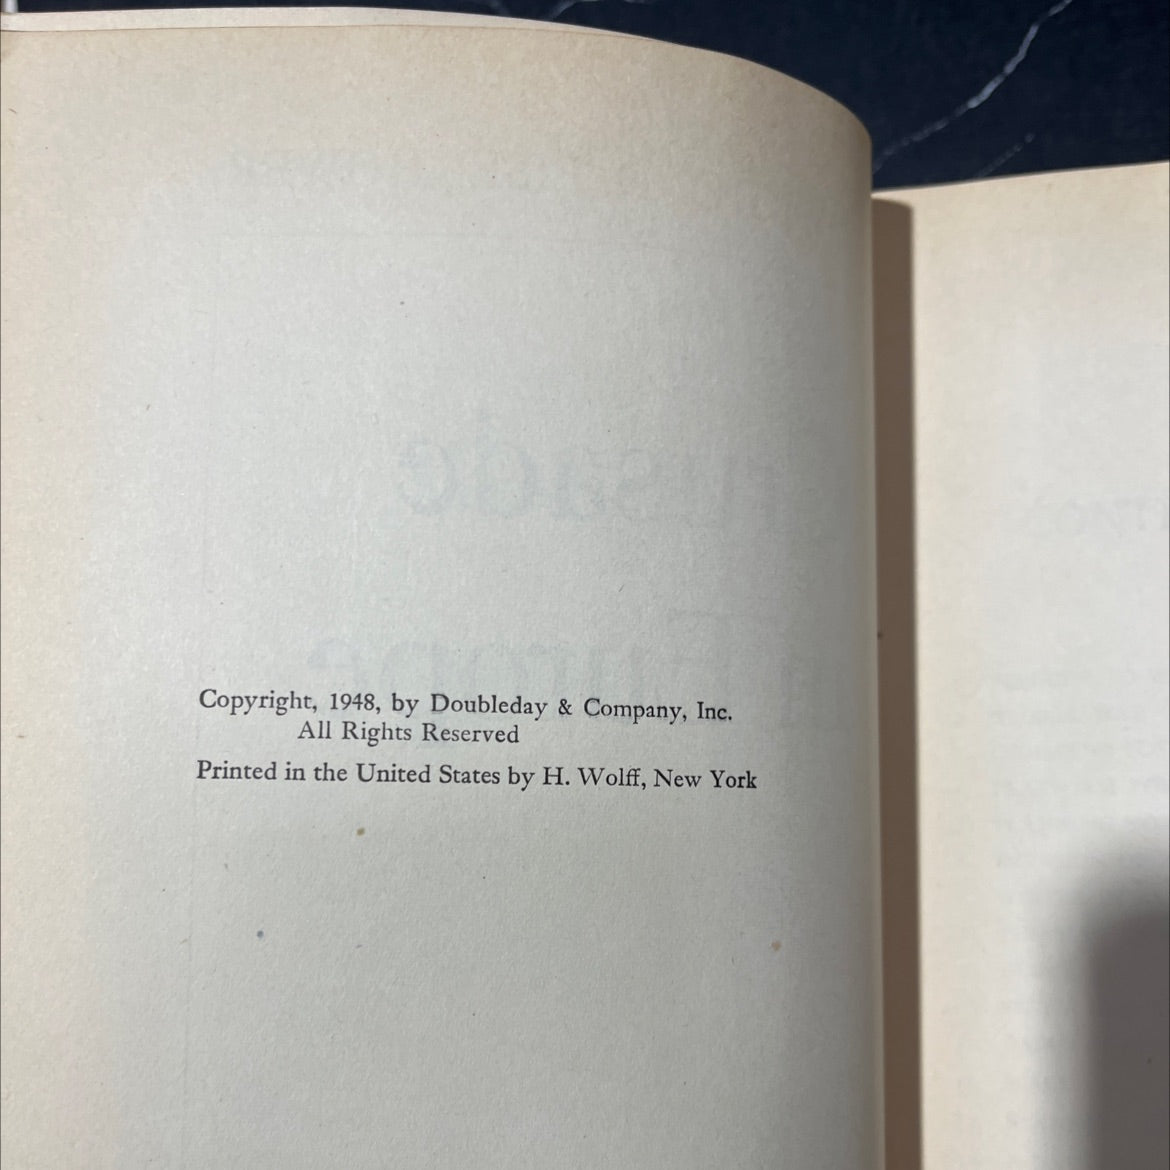 Copyright, 1948, by Doubleday & Company, Inc.
All Rights Reserved
Printed in the United States by H. Wolff, New York